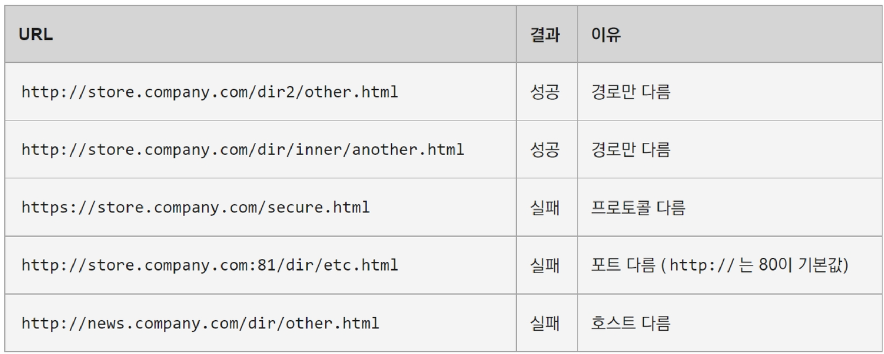 URL 결과 이유
http://store.company.com/dir2/other.html 성공 경로만 다름
http://store.company.com/dir/inner/another.html 성공 경로만 다름
https://store.company.com/secure.html 실패 프로토콜 다름
http://store.company.com:81/dir/etc.html 실패 포트 다름 ( http:// 는 80이 기본값)
http://news.company.com/dir/other.html 실패 호스트 다름